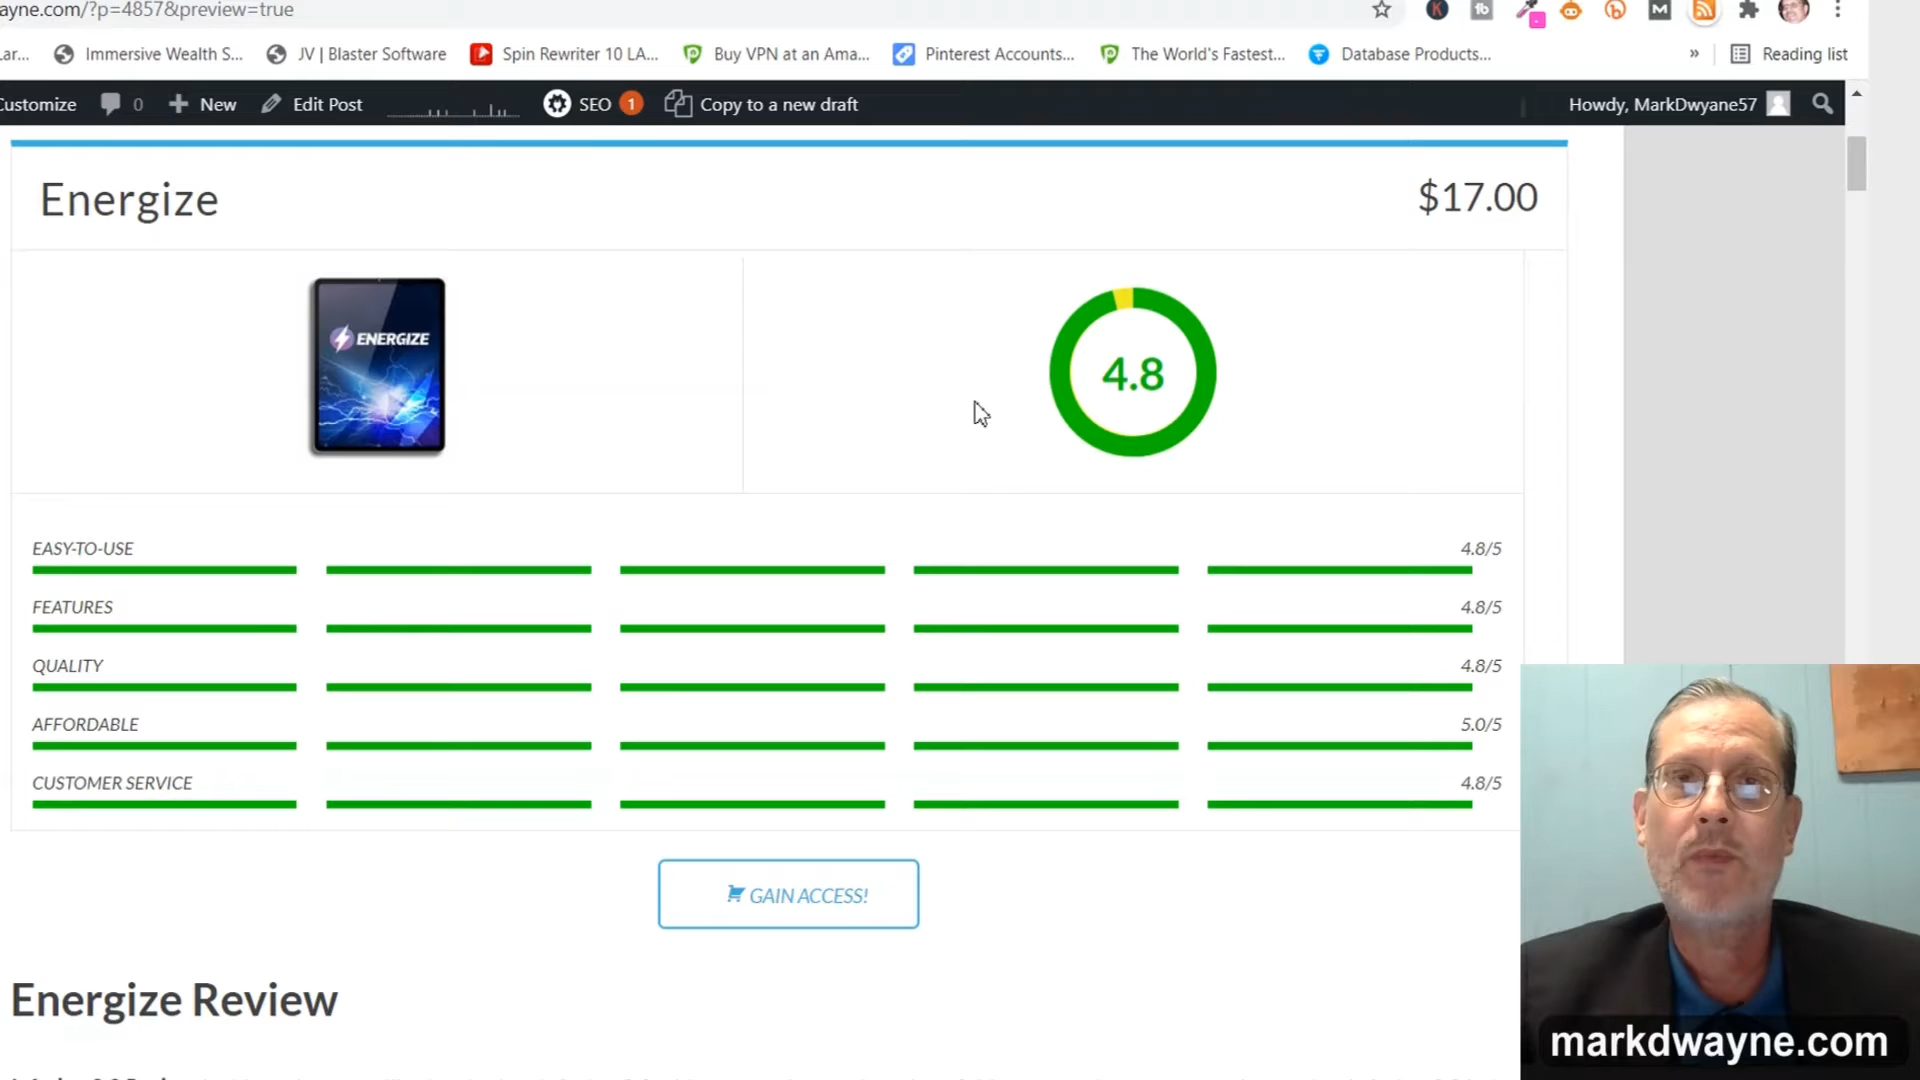 ayne.com/?p=4857&preview=true
ar... Immersive Wealth S... JV | Blaster Software Spin Rewriter 10 LA... Buy VPN at an Ama... Pinterest Accounts... The World's Fastest... Database Products... » Reading list
Customize 0 New Edit Post SEO 1 Copy to a new draft Howdy, MarkDwyane57
Energize $17.00
ENERGIZE
4.8
EASY-TO-USE 4.8/5
FEATURES 4.8/5
QUALITY 4.8/5
AFFORDABLE 5.0/5
CUSTOMER SERVICE 4.8/5
GAIN ACCESS!
Energize Review
markdwayne.com